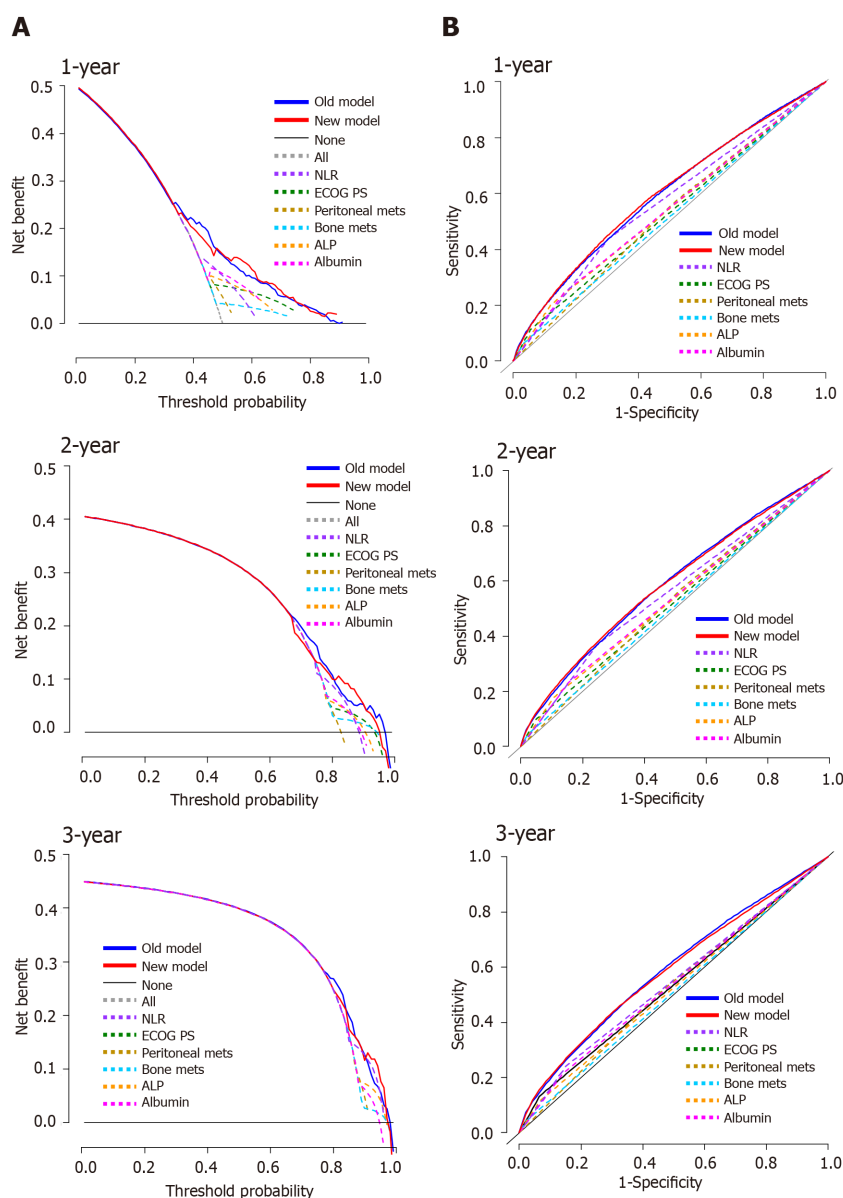 A
1-year
0.5
0.4
0.3
0.2
0.1
0.0
Net benefit
Old model
New model
None
All
NLR
ECOG PS
Peritoneal mets
Bone mets
ALP
Albumin
0.0 0.2 0.4 0.6 0.8 1.0
Threshold probability
2-year
0.5
0.4
0.3
0.2
0.1
0.0
Net benefit
Old model
New model
None
All
NLR
ECOG PS
Peritoneal mets
Bone mets
ALP
Albumin
0.0 0.2 0.4 0.6 0.8 1.0
Threshold probability
3-year
0.5
0.4
0.3
0.2
0.1
0.0
Net benefit
Old model
New model
None
All
NLR
ECOG PS
Peritoneal mets
Bone mets
ALP
Albumin
0.0 0.2 0.4 0.6 0.8 1.0
Threshold probability
B
1-year
1.0
0.8
0.6
0.4
0.2
0.0
Sensitivity
Old model
New model
NLR
ECOG PS
Peritoneal mets
Bone mets
ALP
Albumin
0.0 0.2 0.4 0.6 0.8 1.0
1-Specificity
2-year
1.0
0.8
0.6
0.4
0.2
0.0
Sensitivity
Old model
New model
NLR
ECOG PS
Peritoneal mets
Bone mets
ALP
Albumin
0.0 0.2 0.4 0.6 0.8 1.0
1-Specificity
3-year
1.0
0.8
0.6
0.4
0.2
0.0
Sensitivity
Old model
New model
NLR
ECOG PS
Peritoneal mets
Bone mets
ALP
Albumin
0.0 0.2 0.4 0.6 0.8 1.0
1-Specificity